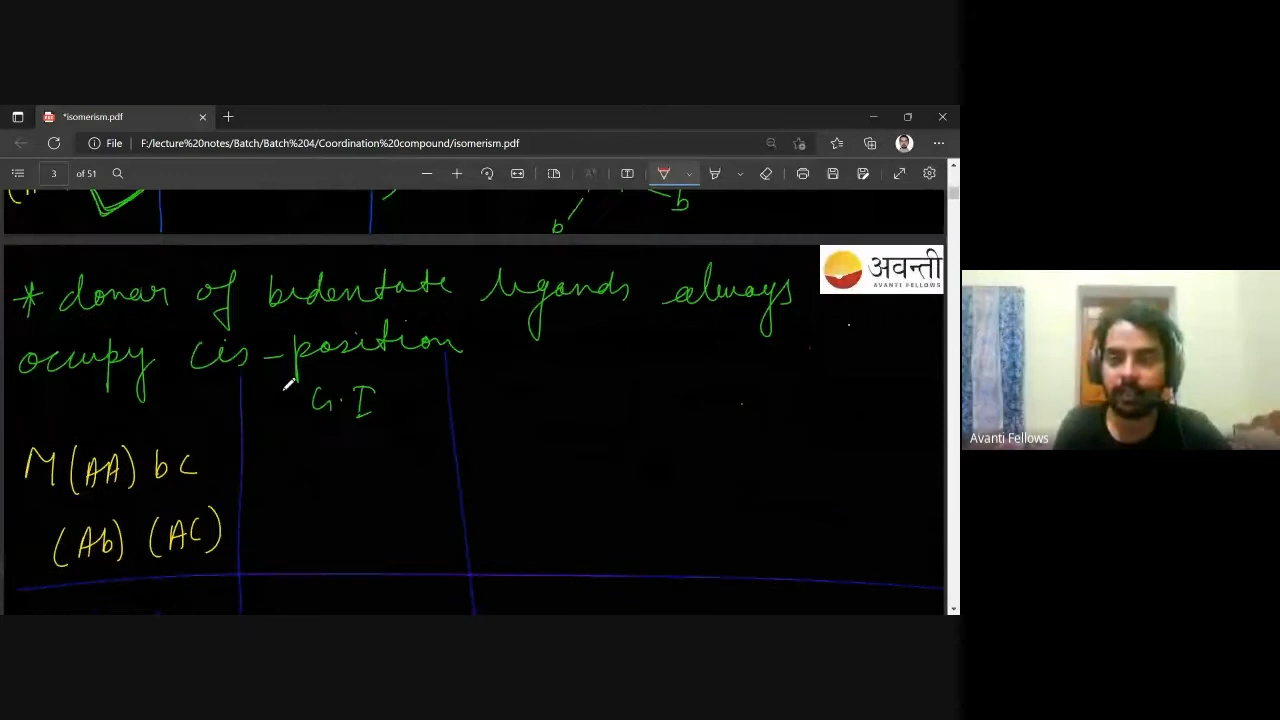 *isomerism.pdf
File F:/lecture%20notes/Batch/Batch%204/Coordination%20compound/isomerism.pdf
3 of 51
b
b
अवन्ती
AVANTI FELLOWS
* donar of bidentate ligands always
occupy cis-position
G.I
M(AA) bc
(Ab) (AC)
Avanti Fellows